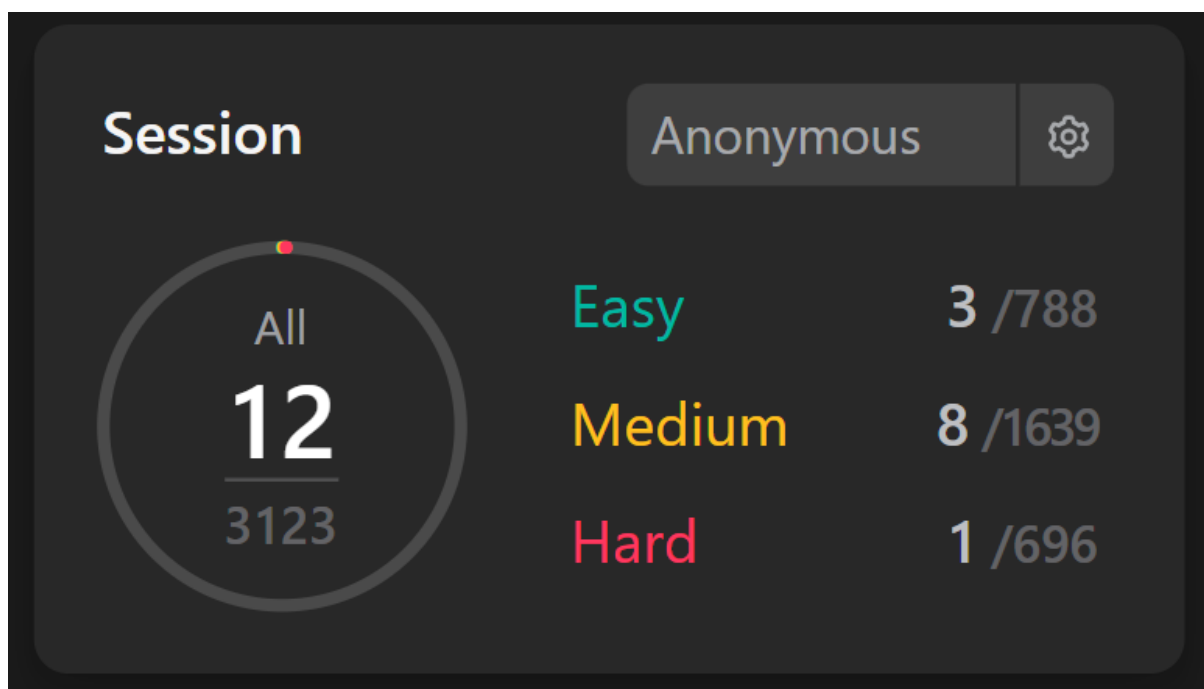 Session
Anonymous
All
12
3123
Easy 3 /788
Medium 8 /1639
Hard 1 /696